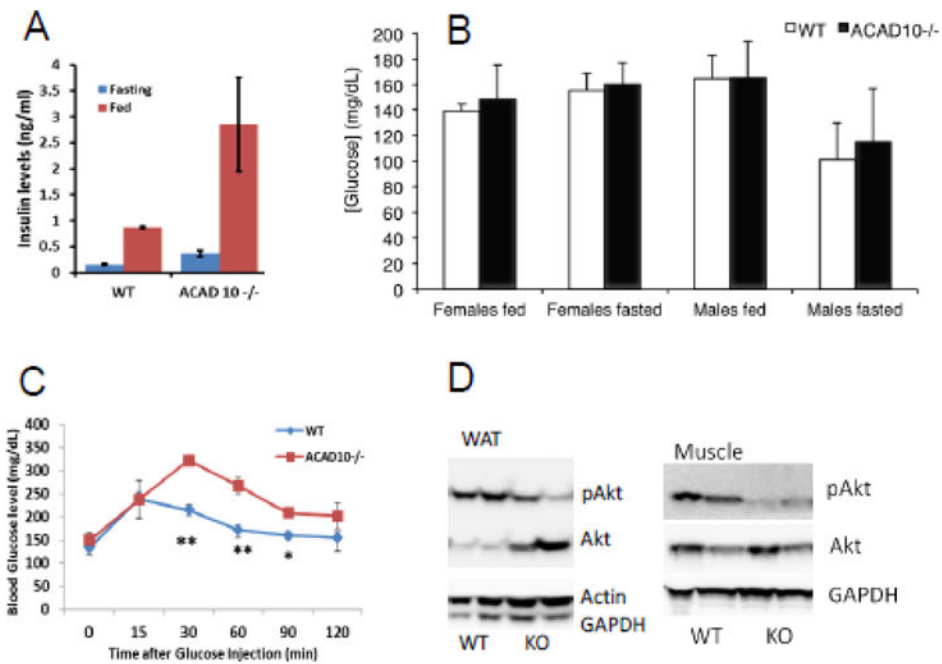 A
Insulin levels (ng/ml)
4
3.5
3
2.5
2
1.5
1
0.5
0
Fasting
Fed
WT
ACAD 10 -/-
B
WT ACAD10-/-
[Glucose] (mg/dL)
200
180
160
140
120
100
80
60
40
20
0
Females fed
Females fasted
Males fed
Males fasted
C
Blood Glucose level (mg/dL)
400
350
300
250
200
150
100
50
0
WT
ACAD10-/-
**
**
*
0 15 30 60 90 120
Time after Glucose Injection (min)
D
WAT
pAkt
Akt
Actin
GAPDH
WT KO
Muscle
pAkt
Akt
GAPDH
WT KO